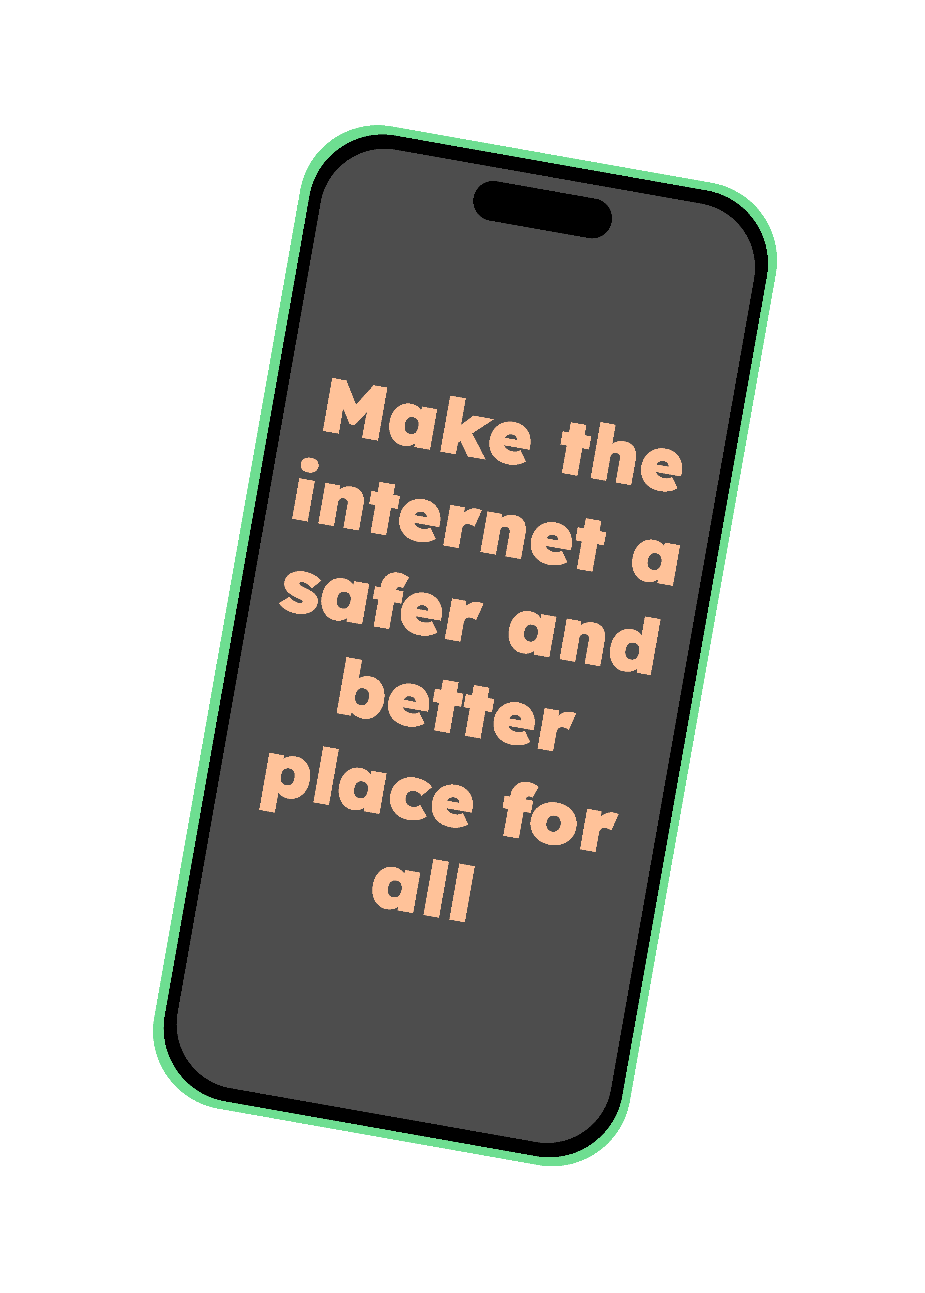 Make the
internet a
safer and
better
place for
all